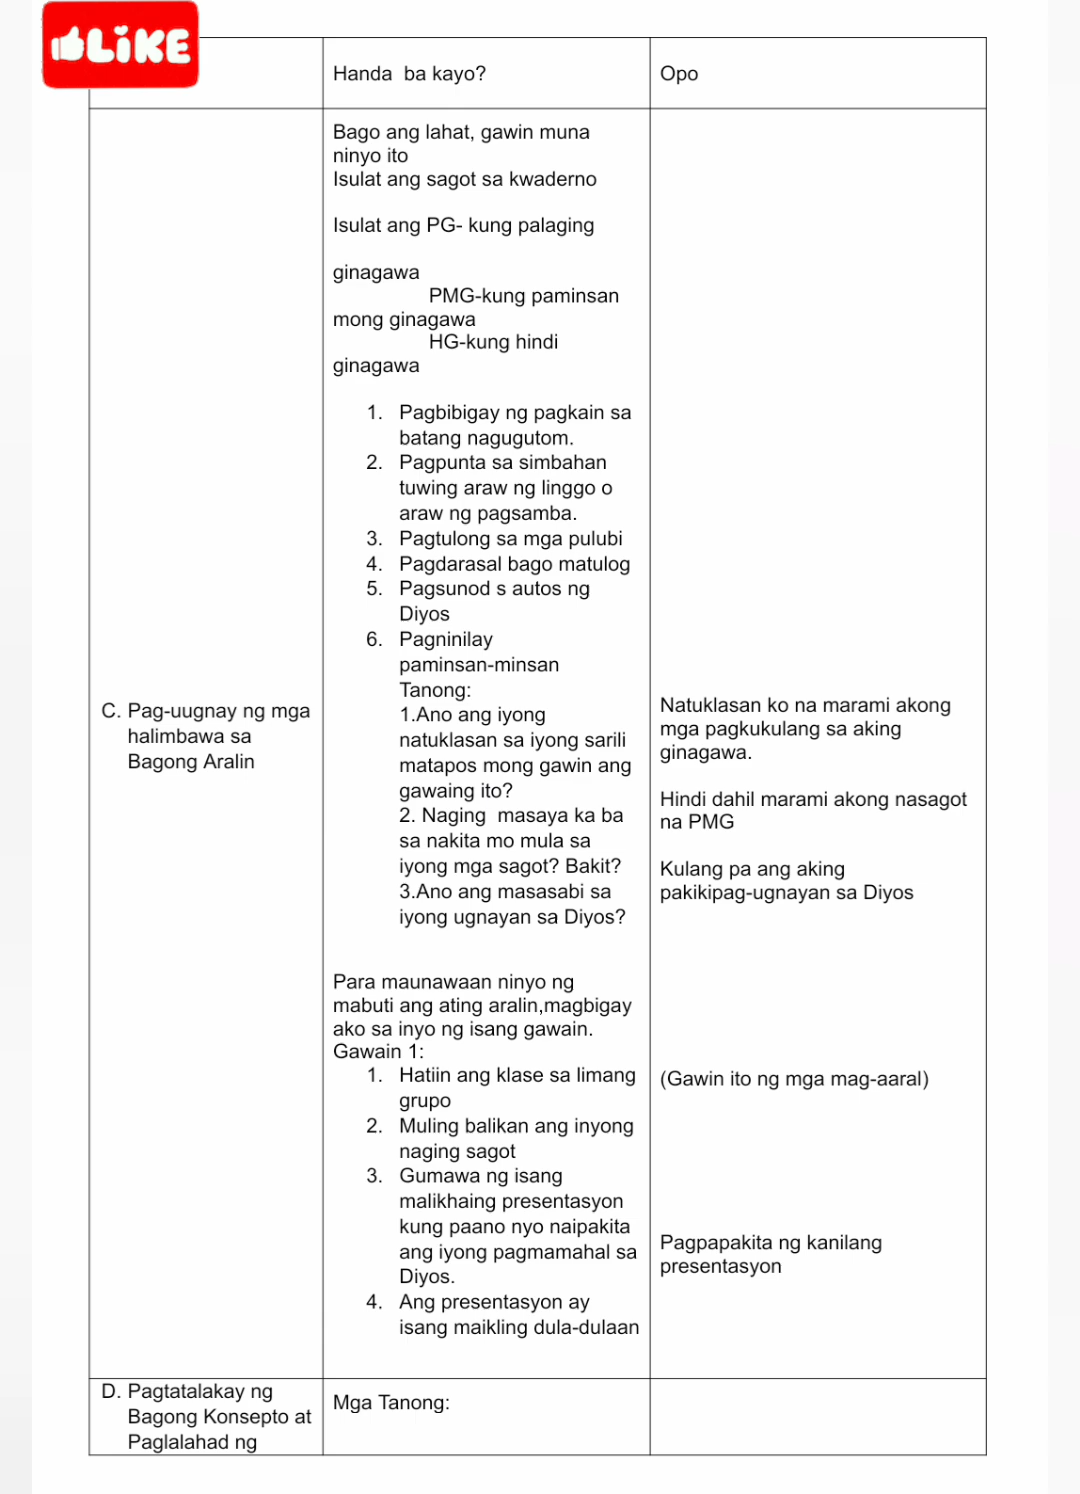 LiKE
Handa ba kayo?
Opo
C. Pag-uugnay ng mga
halimbawa sa
Bagong Aralin
Bago ang lahat, gawin muna
ninyo ito
Isulat ang sagot sa kwaderno
Isulat ang PG- kung palaging
ginagawa
PMG-kung paminsan
mong ginagawa
HG-kung hindi
ginagawa
1. Pagbibigay ng pagkain sa
batang nagugutom.
2. Pagpunta sa simbahan
tuwing araw ng linggo o
araw ng pagsamba.
3. Pagtulong sa mga pulubi
4. Pagdarasal bago matulog
5. Pagsunod s autos ng
Diyos
6. Pagninilay
paminsan-minsan
Tanong:
1.Ano ang iyong
natuklasan sa iyong sarili
matapos mong gawin ang
gawaing ito?
2. Naging masaya ka ba
sa nakita mo mula sa
iyong mga sagot? Bakit?
3.Ano ang masasabi sa
iyong ugnayan sa Diyos?
Para maunawaan ninyo ng
mabuti ang ating aralin,magbigay
ako sa inyo ng isang gawain.
Gawain 1:
1. Hatiin ang klase sa limang
grupo
2. Muling balikan ang inyong
naging sagot
3. Gumawa ng isang
malikhaing presentasyon
kung paano nyo naipakita
ang iyong pagmamahal sa
Diyos.
4. Ang presentasyon ay
isang maikling dula-dulaan
Natuklasan ko na marami akong
mga pagkukulang sa aking
ginagawa.
Hindi dahil marami akong nasagot
na PMG
Kulang pa ang aking
pakikipag-ugnayan sa Diyos
(Gawin ito ng mga mag-aaral)
Pagpapakita ng kanilang
presentasyon
D. Pagtatalakay ng
Bagong Konsepto at
Paglalahad ng
Mga Tanong: